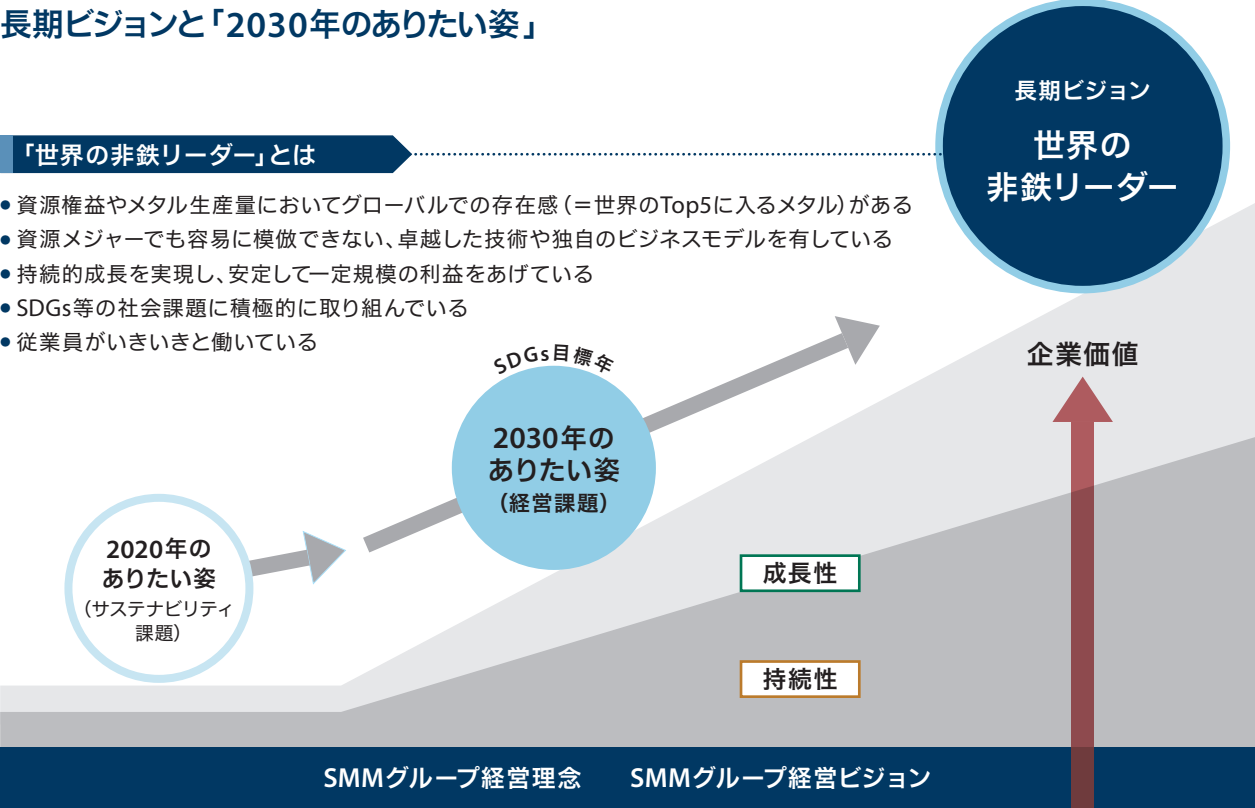 長期ビジョンと「2030年のありたい姿」
長期ビジョン
世界の
非鉄リーダー
「世界の非鉄リーダー」とは
● 資源権益やメタル生産量においてグローバルでの存在感(=世界のTop5に入るメタル)がある
● 資源メジャーでも容易に模倣できない、卓越した技術や独自のビジネスモデルを有している
● 持続的成長を実現し、安定して一定規模の利益をあげている
● SDGs等の社会課題に積極的に取り組んでいる
● 従業員がいきいきと働いている
SDGs目標年
2030年の
ありたい姿
(経営課題)
企業価値
2020年の
ありたい姿
(サステナビリティ
課題)
成長性
持続性
SMMグループ経営理念 SMMグループ経営ビジョン